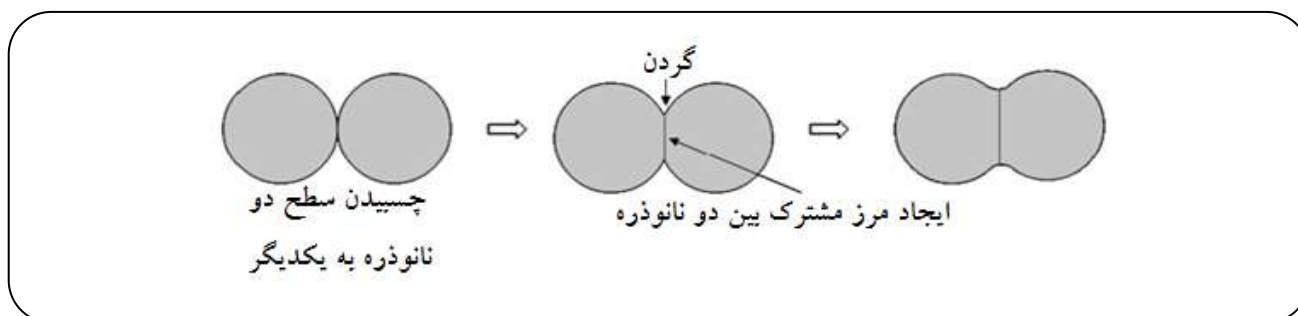 گردن
چسبیدن سطح دو
نانوذره به یکدیگر
ایجاد مرز مشترک بین دو نانوذره